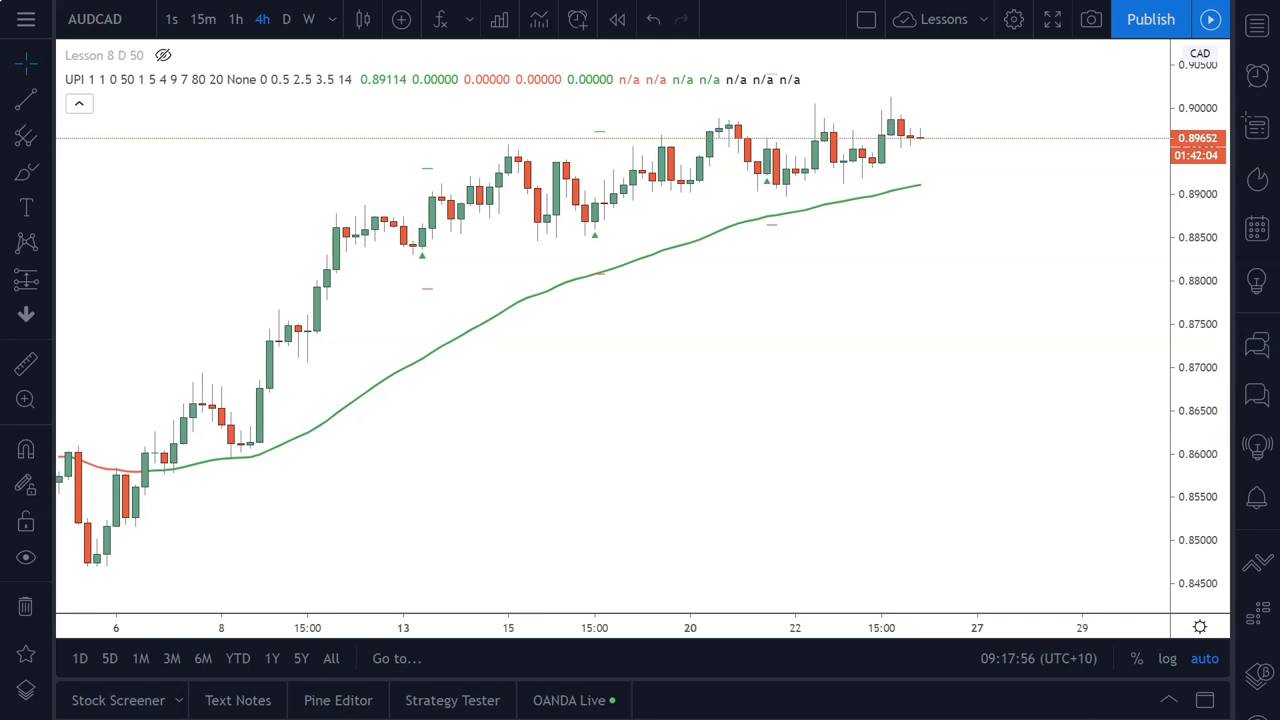 AUDCAD 1s 15m 1h 4h D W Lessons Publish
Lesson 8 D 50
UPI 1 1 0 50 1 5 4 9 7 80 20 None 0 0.5 2.5 3.5 14 0.89114 0.00000 0.00000 0.00000 0.00000 n/a n/a n/a n/a n/a n/a n/a
CAD
0.90500
0.90000
0.89652
01:42:04
0.89000
0.88500
0.88000
0.87500
0.87000
0.86500
0.86000
0.85500
0.85000
0.84500
6 8 15:00 13 15 15:00 20 22 15:00 27 29
1D 5D 1M 3M 6M YTD 1Y 5Y All Go to... 09:17:56 (UTC+10) % log auto
Stock Screener Text Notes Pine Editor Strategy Tester OANDA Live